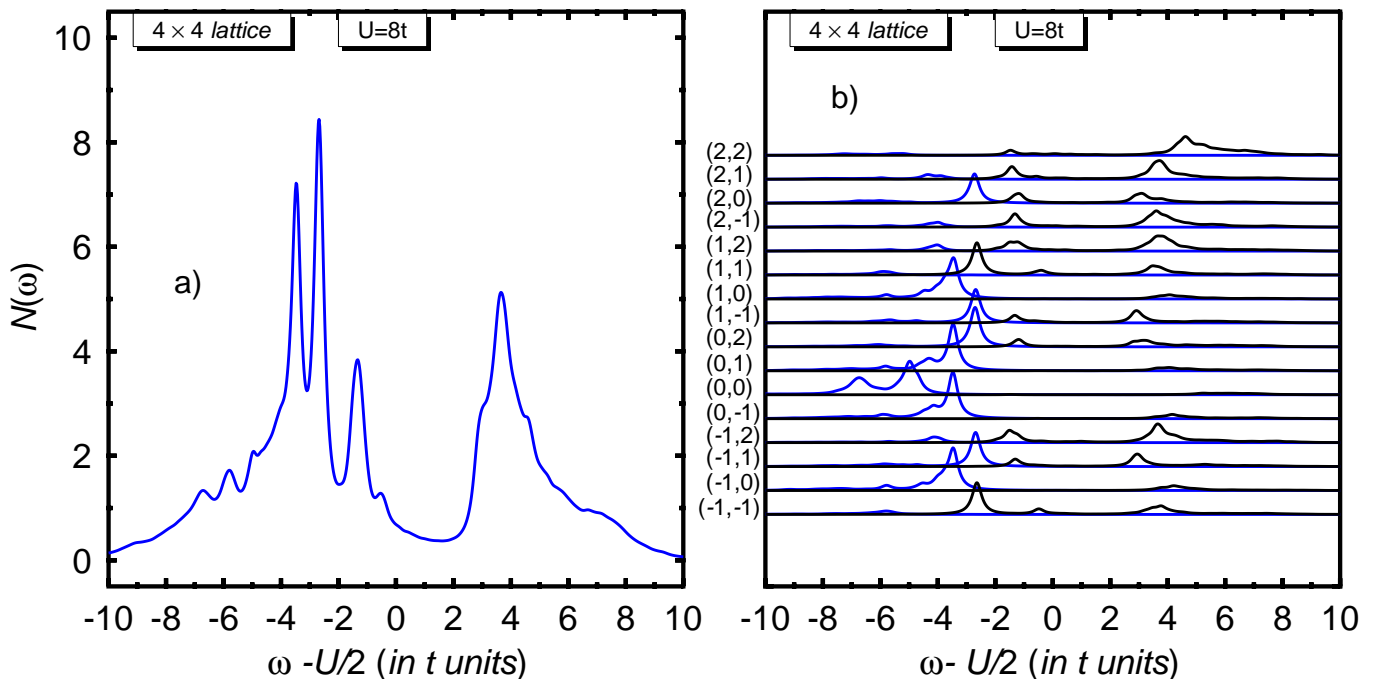 4 × 4 lattice
U=8t
a)
N(ω)
10
8
6
4
2
0
-10 -8 -6 -4 -2 0 2 4 6 8 10
ω -U/2 (in t units)
4 × 4 lattice
U=8t
b)
(2,2)
(2,1)
(2,0)
(2,-1)
(1,2)
(1,1)
(1,0)
(1,-1)
(0,2)
(0,1)
(0,0)
(0,-1)
(-1,2)
(-1,1)
(-1,0)
(-1,-1)
-10 -8 -6 -4 -2 0 2 4 6 8 10
ω- U/2 (in t units)